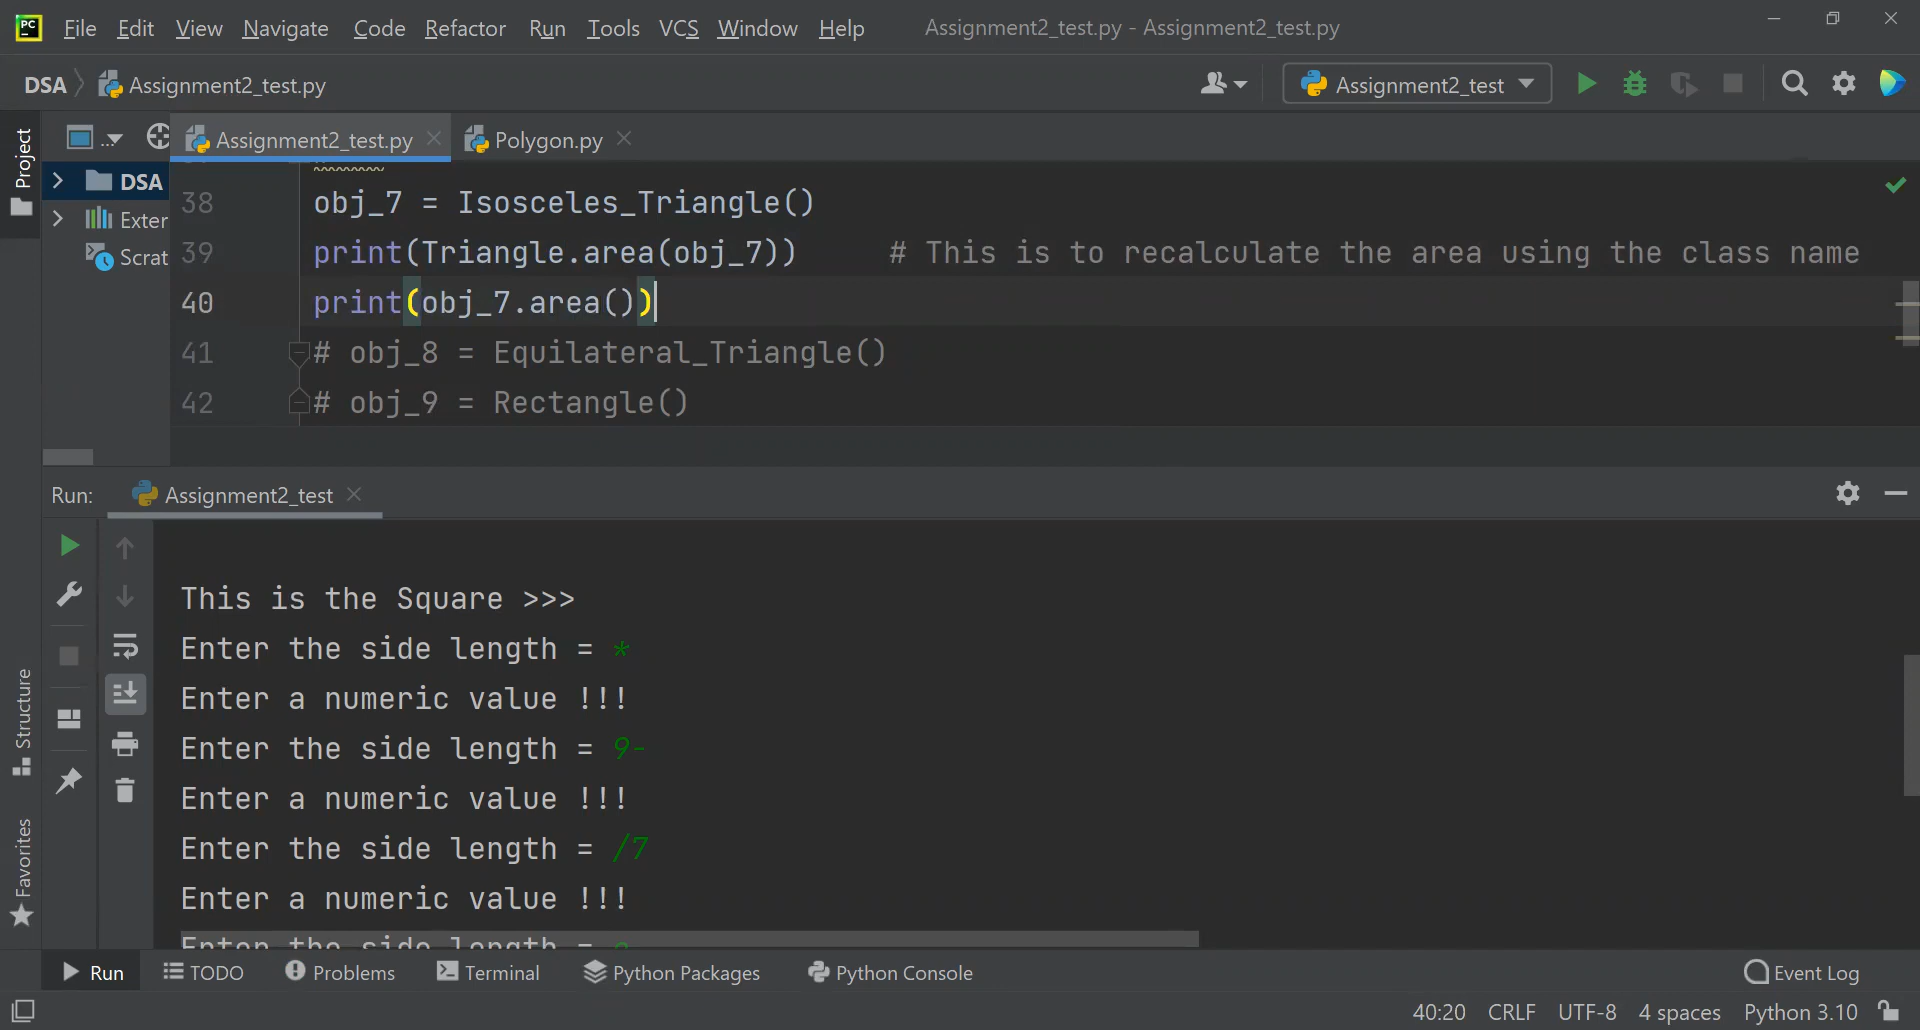 PC File Edit View Navigate Code Refactor Run Tools VCS Window Help Assignment2_test.py - Assignment2_test.py
DSA Assignment2_test.py Assignment2_test
Project ... Assignment2_test.py Polygon.py
DSA
Exter
Scrat
38 obj_7 = Isosceles_Triangle()
39 print(Triangle.area(obj_7)) # This is to recalculate the area using the class name
40 print(obj_7.area())
41 # obj_8 = Equilateral_Triangle()
42 # obj_9 = Rectangle()
Run: Assignment2_test
This is the Square >>>
Enter the side length = *
Enter a numeric value !!!
Enter the side length = 9-
Enter a numeric value !!!
Enter the side length = /7
Enter a numeric value !!!
Enter the side length =
Structure
Favorites
Run TODO Problems Terminal Python Packages Python Console Event Log
40:20 CRLF UTF-8 4 spaces Python 3.10